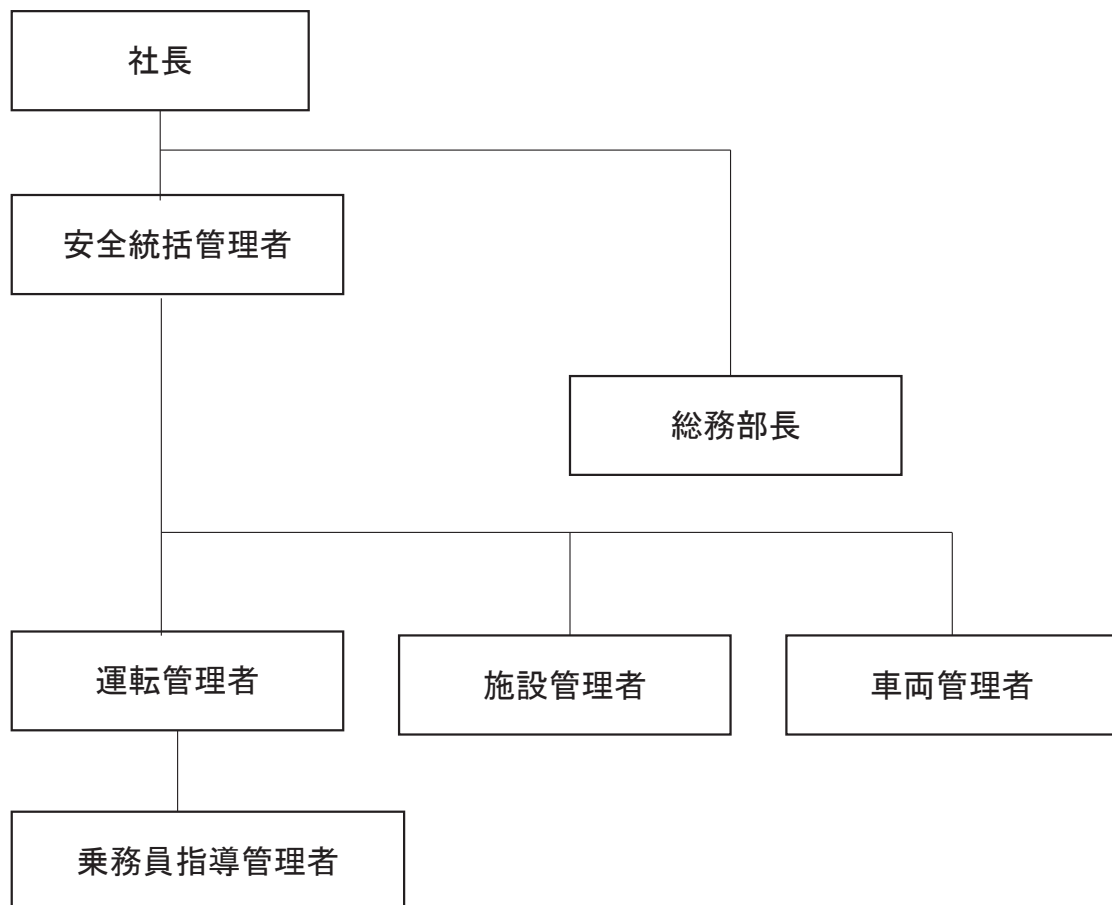 社長
安全統括管理者
総務部長
運転管理者
施設管理者
車両管理者
乗務員指導管理者